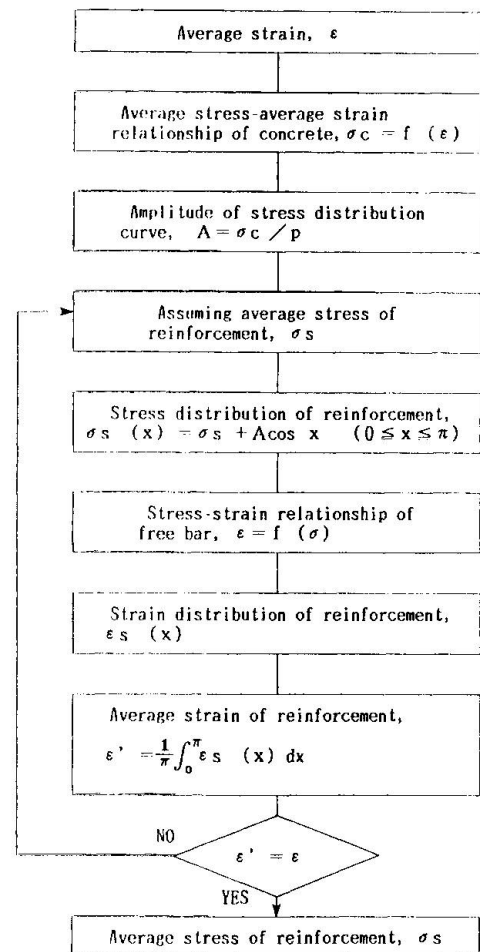 Average strain, ε
Average stress-average strain
relationship of concrete, σc = f (ε)
Amplitude of stress distribution
curve, A = σc / p
Assuming average stress of
reinforcement, σs
Stress distribution of reinforcement,
σs (x) = σs + Acos x (0 ≤ x ≤ π)
Stress-strain relationship of
free bar, ε = f (σ)
Strain distribution of reinforcement,
εs (x)
Average strain of reinforcement,
ε' = 1/π ∫₀^π εs (x) dx
NO
ε' = ε
YES
Average stress of reinforcement, σs